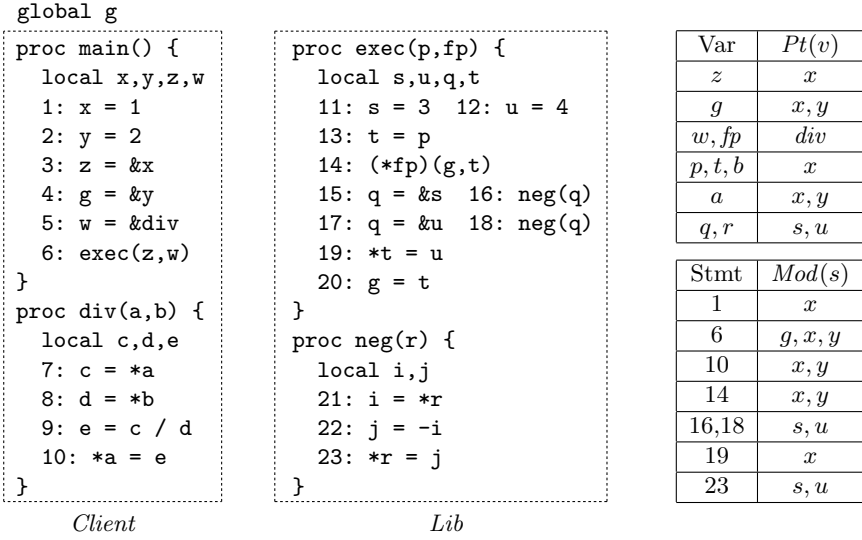 global g
proc main() {
local x,y,z,w
1: x = 1
2: y = 2
3: z = &x
4: g = &y
5: w = &div
6: exec(z,w)
}
proc div(a,b) {
local c,d,e
7: c = *a
8: d = *b
9: e = c / d
10: *a = e
}
Client
proc exec(p,fp) {
local s,u,q,t
11: s = 3 12: u = 4
13: t = p
14: (*fp)(g,t)
15: q = &s 16: neg(q)
17: q = &u 18: neg(q)
19: *t = u
20: g = t
}
proc neg(r) {
local i,j
21: i = *r
22: j = -i
23: *r = j
}
Lib
Var Pt(v)
z x
g x, y
w, fp div
p, t, b x
a x, y
q, r s, u
Stmt Mod(s)
1 x
6 g, x, y
10 x, y
14 x, y
16,18 s, u
19 x
23 s, u